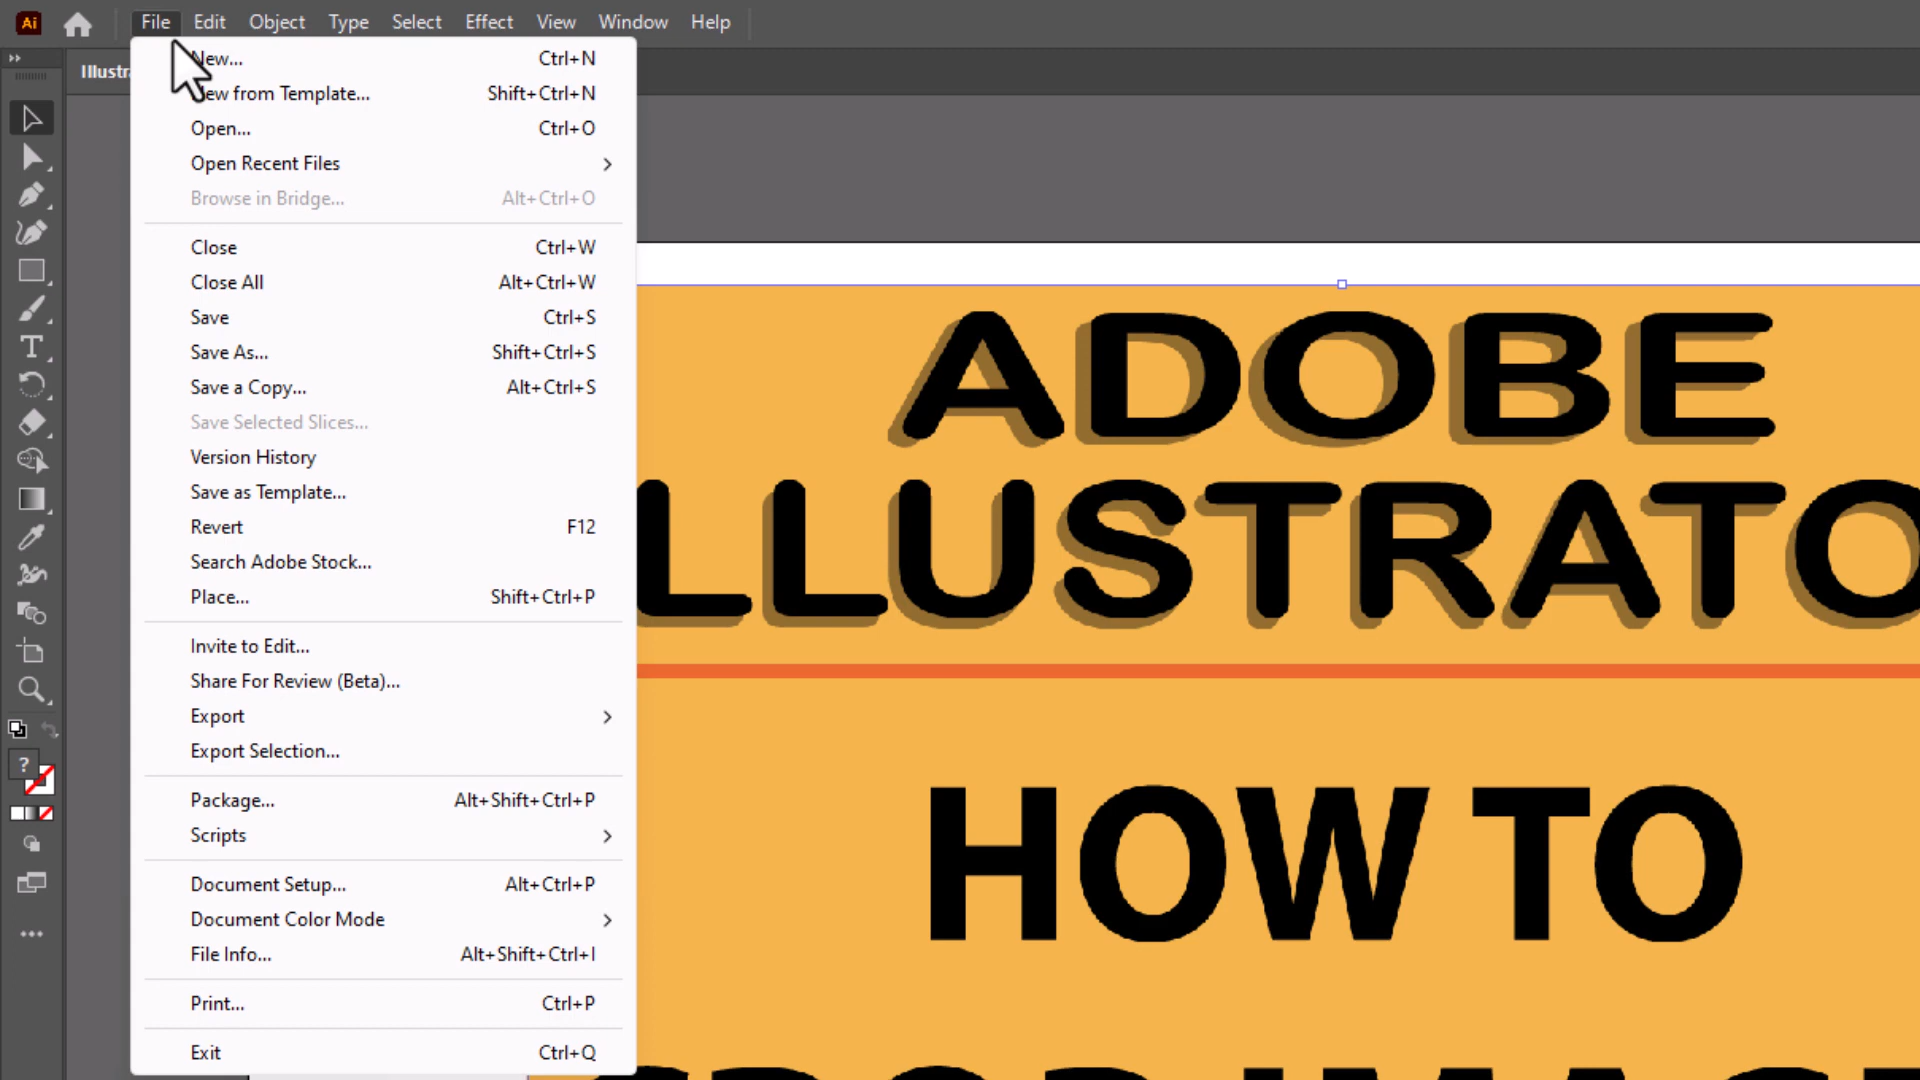 Ai File Edit Object Type Select Effect View Window Help
Illustra
New... Ctrl+N
New from Template... Shift+Ctrl+N
Open... Ctrl+O
Open Recent Files
Browse in Bridge... Alt+Ctrl+O
Close Ctrl+W
Close All Alt+Ctrl+W
Save Ctrl+S
Save As... Shift+Ctrl+S
Save a Copy... Alt+Ctrl+S
Save Selected Slices...
Version History
Save as Template...
Revert F12
Search Adobe Stock...
Place... Shift+Ctrl+P
Invite to Edit...
Share For Review (Beta)...
Export
Export Selection...
Package... Alt+Shift+Ctrl+P
Scripts
Document Setup... Alt+Ctrl+P
Document Color Mode
File Info... Alt+Shift+Ctrl+I
Print... Ctrl+P
Exit Ctrl+Q
ADOBE
LLUSTRATO
HOW TO